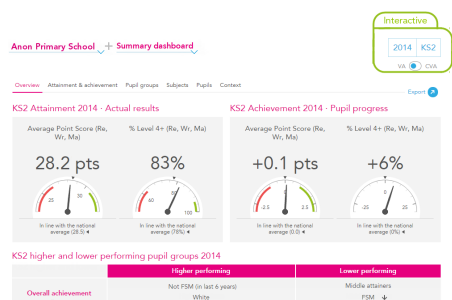 Interactive
2014 KS2
VA CVA
Anon Primary School + Summary dashboard
Overview Attainment & achievement Pupil groups Subjects Pupils Context
Export
KS2 Attainment 2014 · Actual results
KS2 Achievement 2014 · Pupil progress
Average Point Score (Re, Wr, Ma)
% Level 4+ (Re, Wr, Ma)
Average Point Score (Re, Wr, Ma)
% Level 4+ (Re, Wr, Ma)
28.2 pts
83%
+0.1 pts
+6%
25 30
60 100
0
-2.5 2.5
0
-25 25
In line with the national average (28.5)
In line with the national average (78%)
In line with the national average (0.0)
In line with the national average (0%)
KS2 higher and lower performing pupil groups 2014
Higher performing Lower performing
Overall achievement
Not FSM (in last 6 years) Middle attainers
White FSM